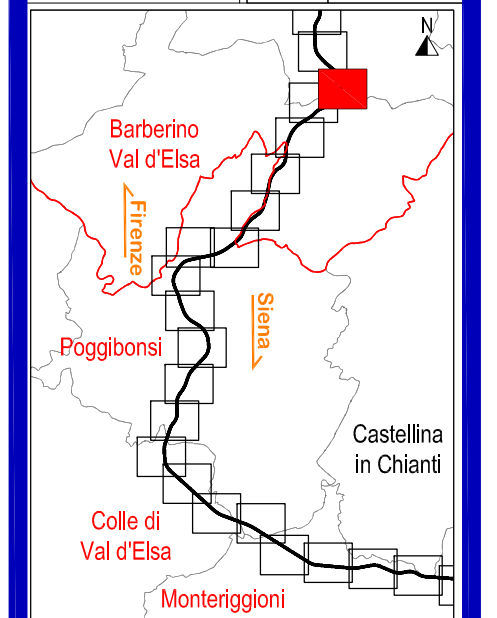 N
Barberino
Val d'Elsa
Firenze
Siena
Poggibonsi
Castellina
in Chianti
Colle di
Val d'Elsa
Monteriggioni